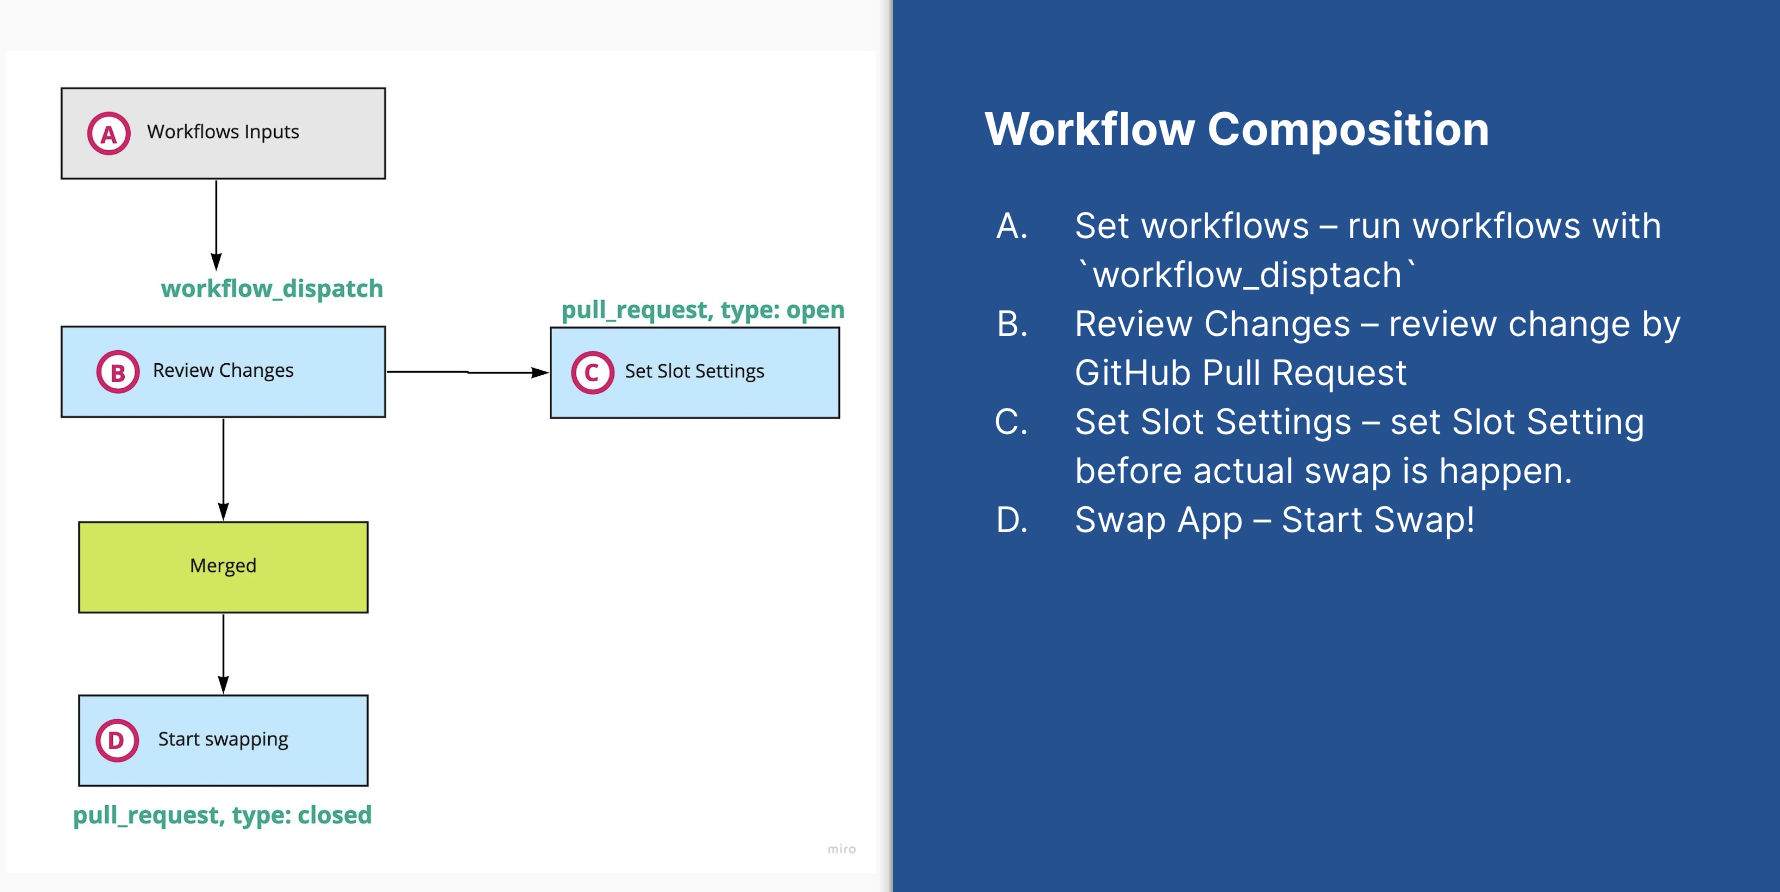 A Workflows Inputs
workflow_dispatch
pull_request, type: open
B Review Changes
C Set Slot Settings
Merged
D Start swapping
pull_request, type: closed
miro
Workflow Composition
A. Set workflows – run workflows with
`workflow_disptach`
B. Review Changes – review change by
GitHub Pull Request
C. Set Slot Settings – set Slot Setting
before actual swap is happen.
D. Swap App – Start Swap!